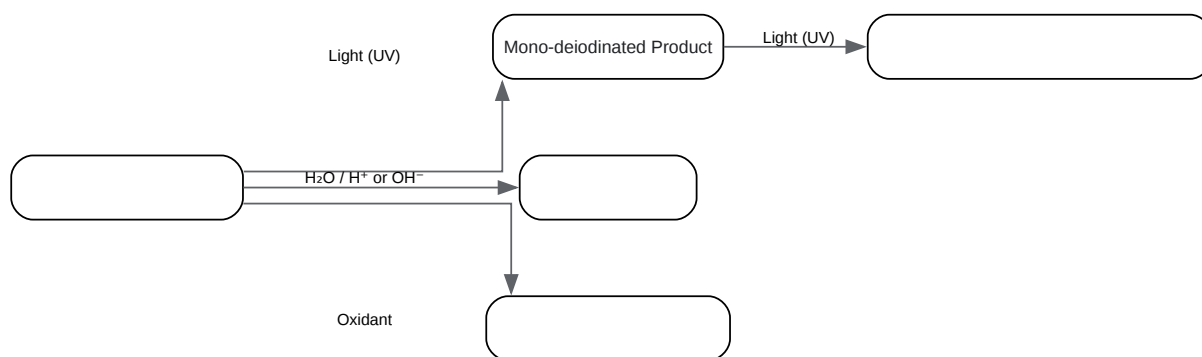 Light (UV)
Mono-deiodinated Product
Light (UV)
H₂O / H⁺ or OH⁻
Oxidant